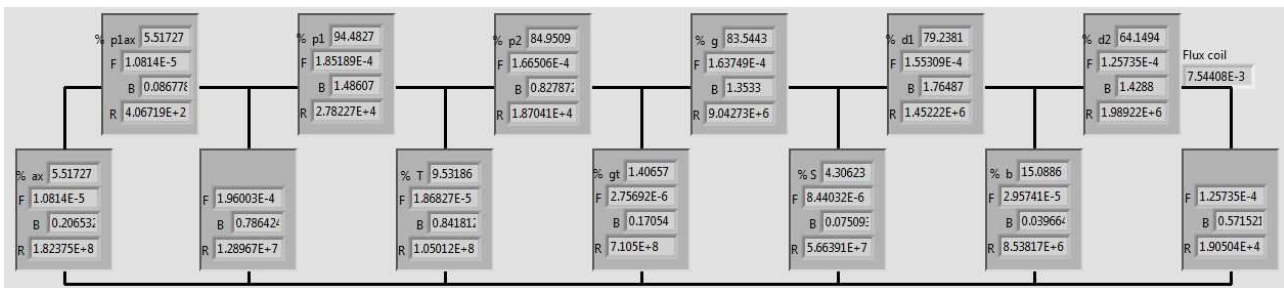 % p1ax 5.51727
F 1.0814E-5
B 0.086778
R 4.06719E+2
% p1 94.4827
F 1.85189E-4
B 1.48607
R 2.78227E+4
% p2 84.9509
F 1.66506E-4
B 0.827872
R 1.87041E+4
% g 83.5443
F 1.63749E-4
B 1.3533
R 9.04273E+6
% d1 79.2381
F 1.55309E-4
B 1.76487
R 1.45222E+6
% d2 64.1494
F 1.25735E-4
B 1.4288
R 1.98922E+6
Flux coil
7.54408E-3
% ax 5.51727
F 1.0814E-5
B 0.206532
R 1.82375E+8
F 1.96003E-4
B 0.786424
R 1.28967E+7
% T 9.53186
F 1.86827E-5
B 0.841812
R 1.05012E+8
% gt 1.40657
F 2.75692E-6
B 0.17054
R 7.105E+8
% S 4.30623
F 8.44032E-6
B 0.07509
R 5.66391E+7
% b 15.0886
F 2.95741E-5
B 0.039664
R 8.53817E+6
F 1.25735E-4
B 0.571521
R 1.90504E+4